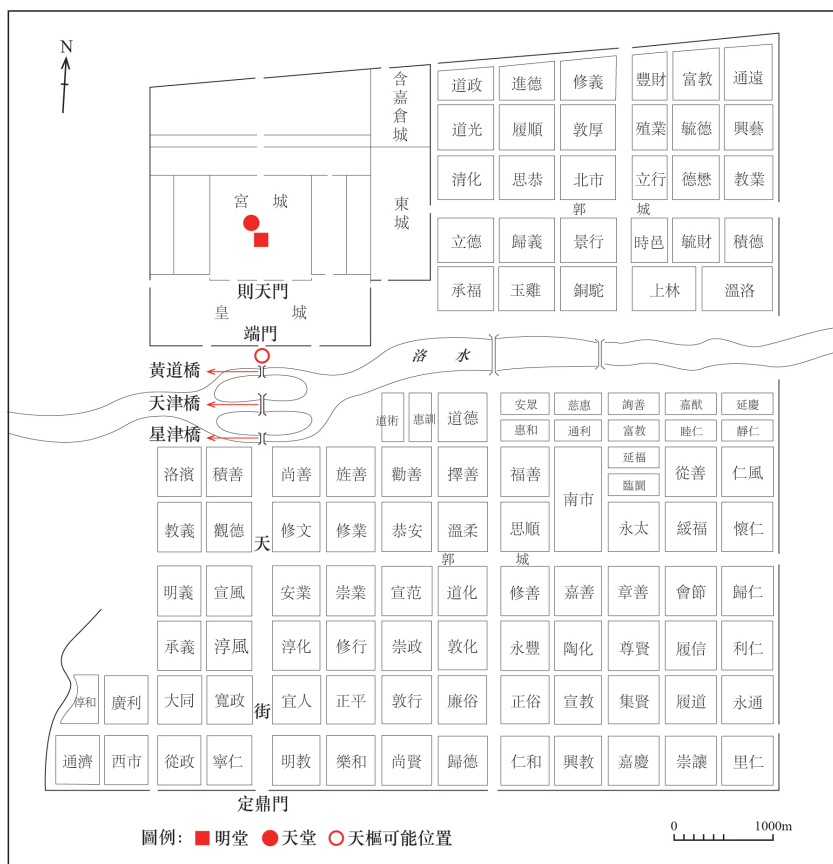 N
含嘉倉城
道政 進德 修義 豐財 富教 通遠
道光 履順 敦厚 殖業 毓德 興藝
東城
清化 思恭 北市 立行 德懋 教業
宮城
郭城
立德 歸義 景行 時邑 毓財 積德
則天門
承福 玉雞 銅駝 上林 溫洛
皇城
端門
洛水
黃道橋
天津橋
星津橋
道術 惠訓 道德 安眾 慈惠 詢善 嘉猷 延慶
惠和 通利 富教 睦仁 靜仁
洛濱 積善 尚善 旌善 勸善 擇善 福善 南市 延福 從善 仁風
臨圜
教義 觀德 天 修文 修業 恭安 溫柔 思順 永太 綏福 懷仁
郭城
明義 宣風 安業 崇業 宣范 道化 修善 嘉善 章善 會節 歸仁
承義 淳風 淳化 修行 崇政 敦化 永豐 陶化 尊賢 履信 利仁
淳和 廣利 大同 寬政 街 宜人 正平 敦行 廉俗 正俗 宣教 集賢 履道 永通
通濟 西市 從政 寧仁 明教 樂和 尚賢 歸德 仁和 興教 嘉慶 崇讓 里仁
定鼎門
圖例: 明堂 天堂 天樞可能位置
0 1000m